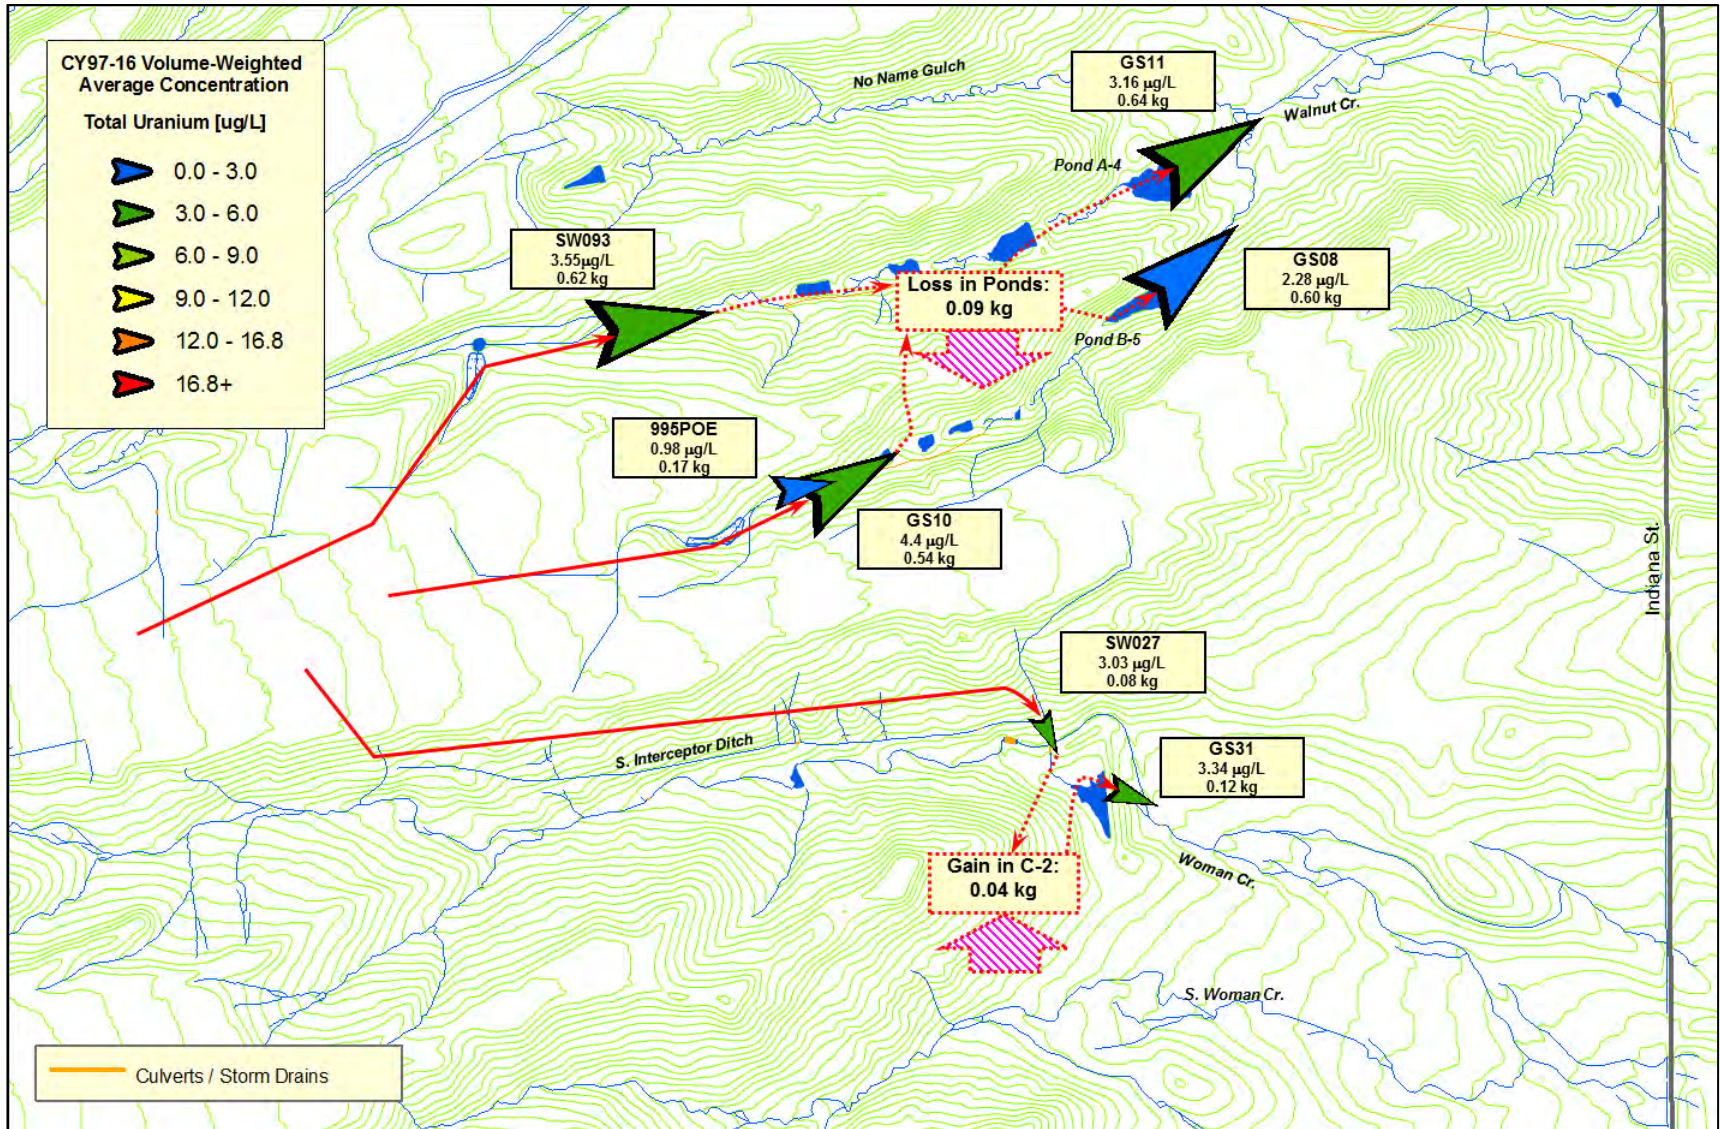 CY97-16 Volume-Weighted
Average Concentration
Total Uranium [ug/L]
0.0 - 3.0
3.0 - 6.0
6.0 - 9.0
9.0 - 12.0
12.0 - 16.8
16.8+
No Name Gulch
GS11
3.16 µg/L
0.64 kg
Walnut Cr.
Pond A-4
SW093
3.55µg/L
0.62 kg
Loss in Ponds:
0.09 kg
GS08
2.28 µg/L
0.60 kg
Pond B-5
995POE
0.98 µg/L
0.17 kg
GS10
4.4 µg/L
0.54 kg
Indiana St.
SW027
3.03 µg/L
0.08 kg
S. Interceptor Ditch
GS31
3.34 µg/L
0.12 kg
Gain in C-2:
0.04 kg
Woman Cr.
S. Woman Cr.
Culverts / Storm Drains